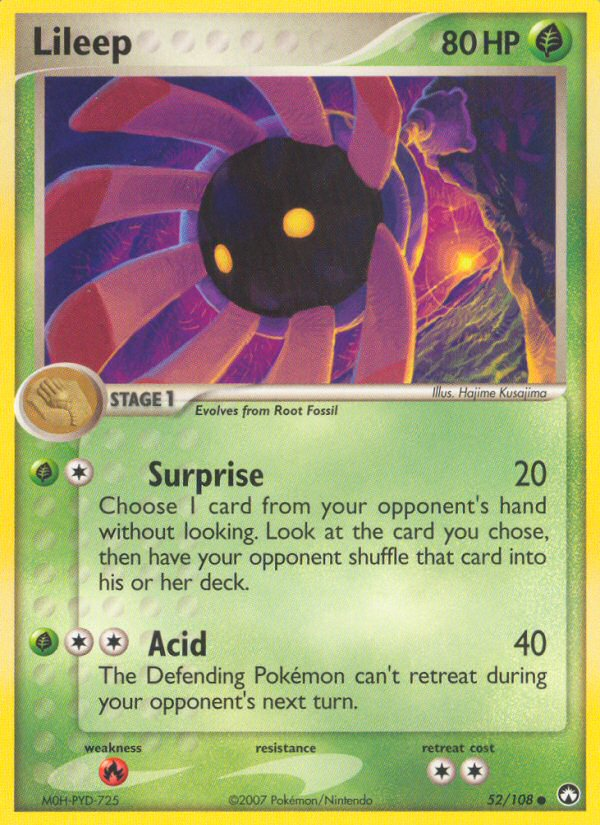 Lileep
80 HP
Illus. Hajime Kusajima
STAGE 1
Evolves from Root Fossil
Surprise 20
Choose 1 card from your opponent's hand
without looking. Look at the card you chose,
then have your opponent shuffle that card into
his or her deck.
Acid 40
The Defending Pokémon can't retreat during
your opponent's next turn.
weakness resistance retreat cost
M0H-PYD-725 ©2007 Pokémon/Nintendo 52/108 ●